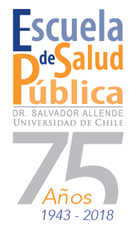 Escuela
de Salud
Pública
DR. SALVADOR ALLENDE
UNIVERSIDAD DE CHILE
75
Años
1943 - 2018